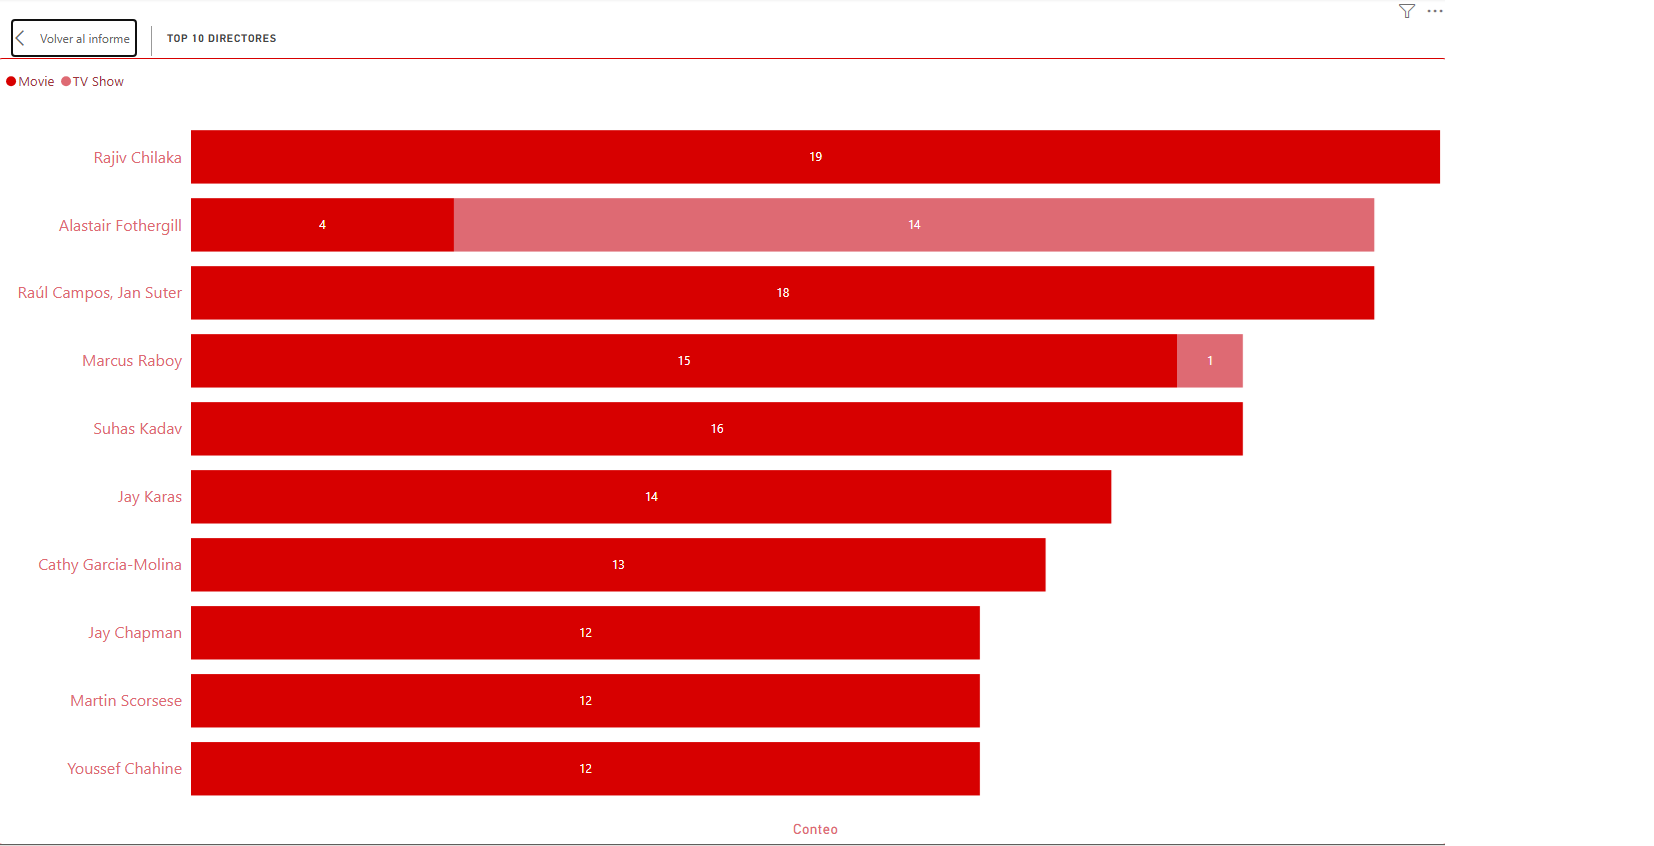 Volver al informe
TOP 10 DIRECTORES
Movie TV Show
Rajiv Chilaka 19
Alastair Fothergill 4 14
Raúl Campos, Jan Suter 18
Marcus Raboy 15 1
Suhas Kadav 16
Jay Karas 14
Cathy Garcia-Molina 13
Jay Chapman 12
Martin Scorsese 12
Youssef Chahine 12
Conteo